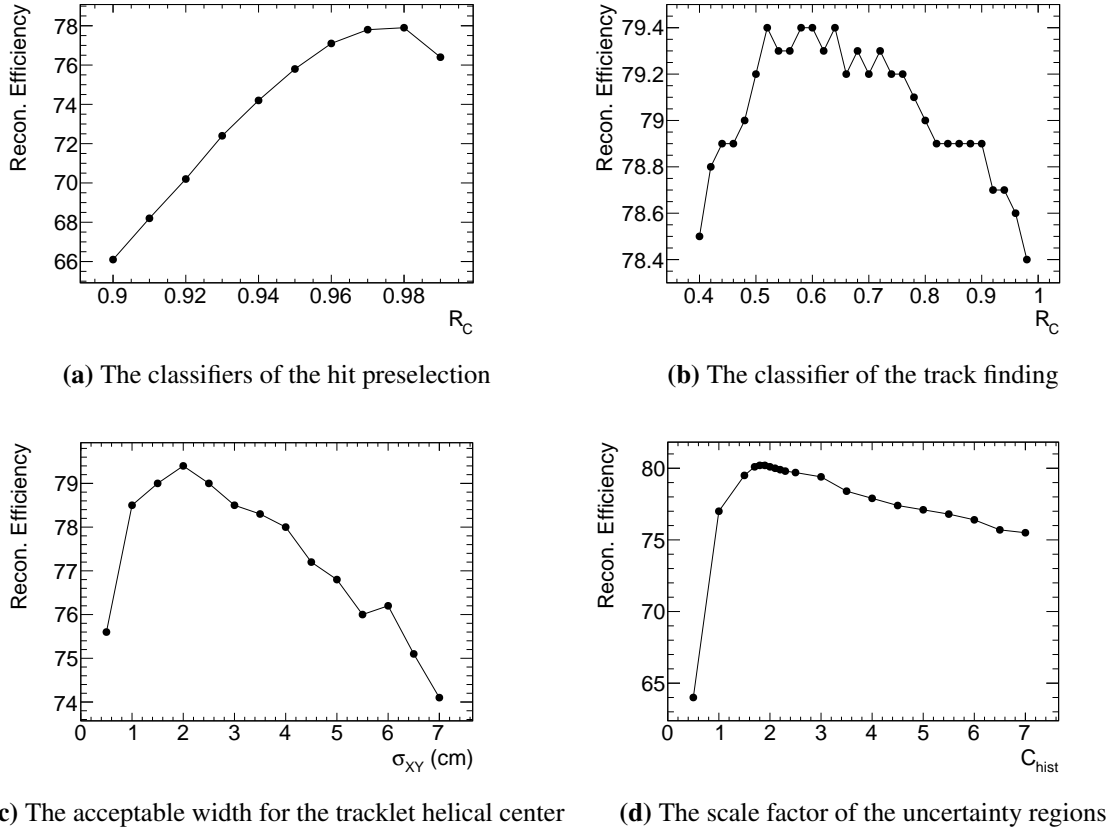 Recon. Efficiency
78
76
74
72
70
68
66
0.9 0.92 0.94 0.96 0.98
R_C
(a) The classifiers of the hit preselection
Recon. Efficiency
79.4
79.2
79
78.8
78.6
78.4
0.4 0.5 0.6 0.7 0.8 0.9 1
R_C
(b) The classifier of the track finding
Recon. Efficiency
79
78
77
76
75
74
0 1 2 3 4 5 6 7
σ_XY (cm)
c) The acceptable width for the tracklet helical center
Recon. Efficiency
80
75
70
65
0 1 2 3 4 5 6 7
C_hist
(d) The scale factor of the uncertainty regions